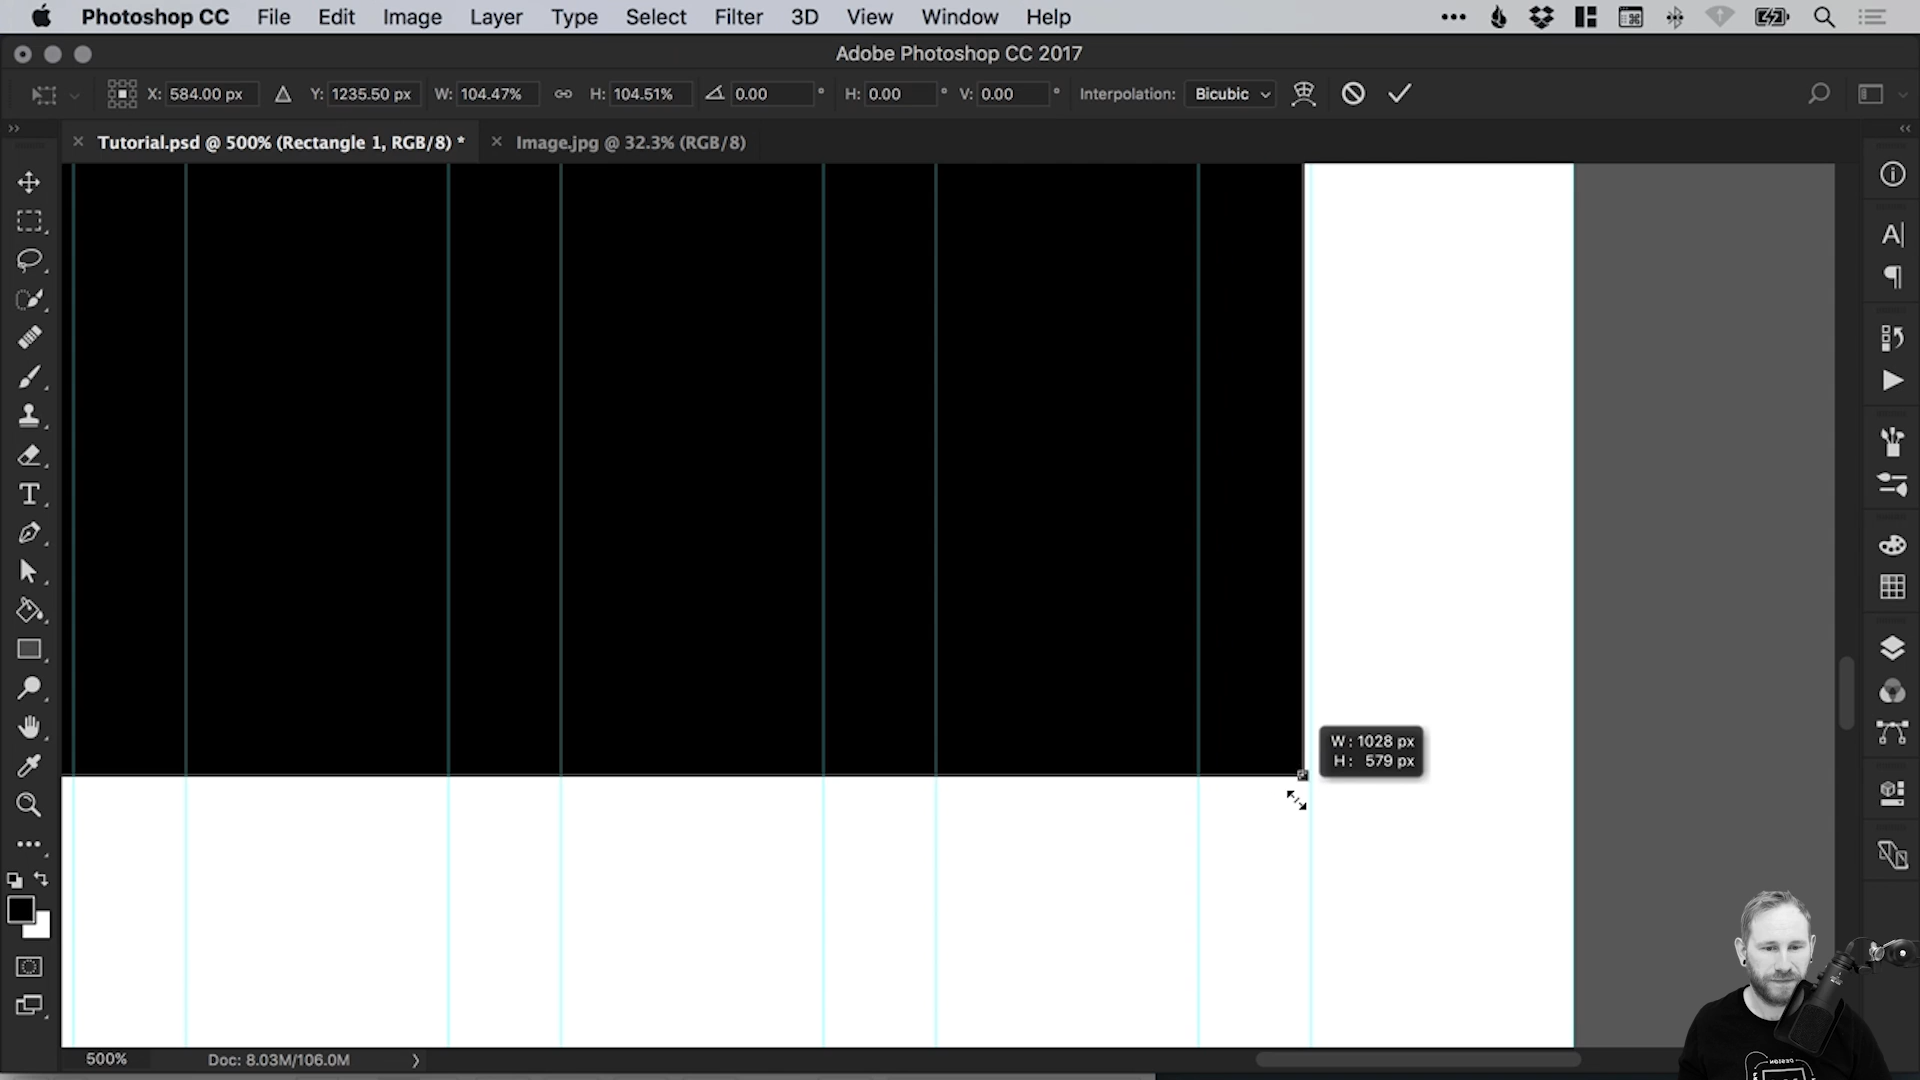 Photoshop CC File Edit Image Layer Type Select Filter 3D View Window Help
Adobe Photoshop CC 2017
X: 584.00 px Y: 1235.50 px W: 104.47% H: 104.51% 0.00 ° H: 0.00 ° V: 0.00 ° Interpolation: Bicubic
Tutorial.psd @ 500% (Rectangle 1, RGB/8) * Image.jpg @ 32.3% (RGB/8)
W: 1028 px
H: 579 px
500% Doc: 8.03M/106.0M